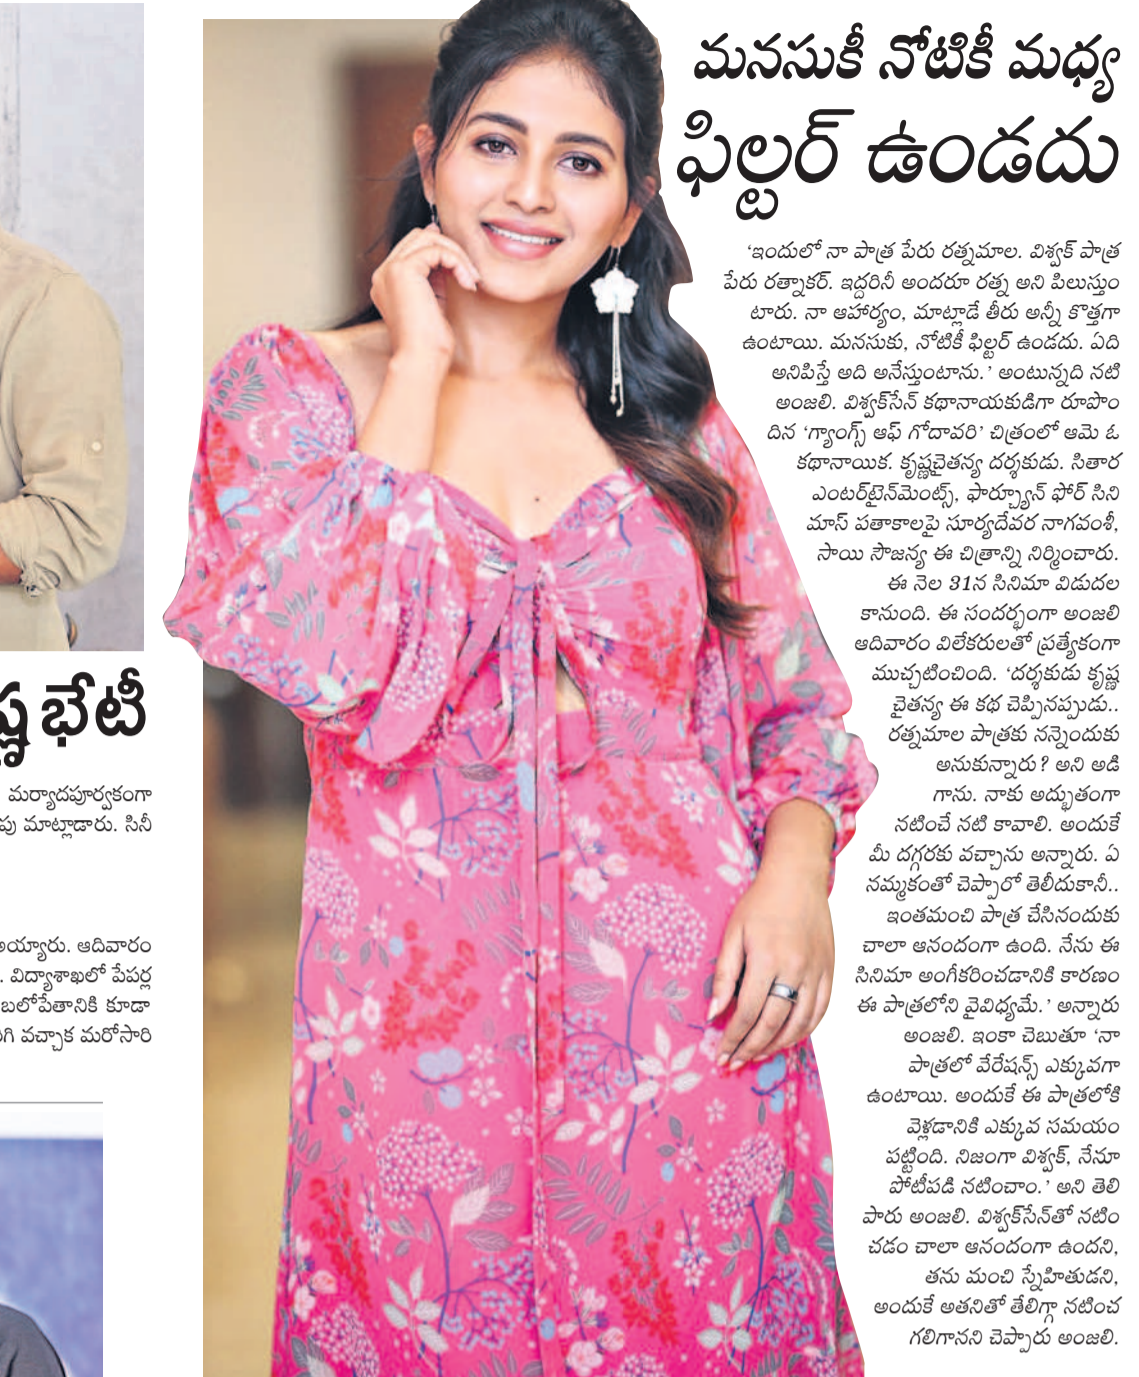 మనసుకీ నోటికీ మధ్య
ఫిల్టర్ ఉండదు
‘ఇందులో నా పాత్ర పేరు రత్నమాల. విశ్వక్ పాత్ర
పేరు రత్నాకర్. ఇద్దరినీ అందరూ రత్న అని పిలుస్తుం
టారు. నా ఆహార్యం, మాట్లాడే తీరు అన్నీ కొత్తగా
ఉంటాయి. మనసుకు, నోటికీ ఫిల్టర్ ఉండదు. ఏది
అనిపిస్తే అది అనేస్తుంటాను.’ అంటున్నది నటి
అంజలి. విశ్వక్‌సేన్ కథానాయకుడిగా రూపొం
దిన ‘గ్యాంగ్స్ ఆఫ్ గోదావరి’ చిత్రంలో ఆమె ఓ
కథానాయిక. కృష్ణచైతన్య దర్శకుడు. సితార
ఎంటర్‌టైన్‌మెంట్స్, ఫార్చ్యూన్ ఫోర్ సిని
మాస్ పతాకాలపై సూర్యదేవర నాగవంశీ,
సాయి సౌజన్య ఈ చిత్రాన్ని నిర్మించారు.
ఈ నెల 31న సినిమా విడుదల
కానుంది. ఈ సందర్భంగా అంజలి
ఆదివారం విలేకరులతో ప్రత్యేకంగా
ముచ్చటించింది. ‘దర్శకుడు కృష్ణ
చైతన్య ఈ కథ చెప్పినప్పుడు..
రత్నమాల పాత్రకు నన్నెందుకు
అనుకున్నారు? అని అడి
గాను. నాకు అద్భుతంగా
నటించే నటి కావాలి. అందుకే
మీ దగ్గరకు వచ్చాను అన్నారు. ఏ
నమ్మకంతో చెప్పారో తెలీదుకానీ..
ఇంతమంచి పాత్ర చేసినందుకు
చాలా ఆనందంగా ఉంది. నేను ఈ
సినిమా అంగీకరించడానికి కారణం
ఈ పాత్రలోని వైవిధ్యమే.’ అన్నారు
అంజలి. ఇంకా చెబుతూ ‘నా
పాత్రలో వేరేషన్స్ ఎక్కువగా
ఉంటాయి. అందుకే ఈ పాత్రలోకి
వెళ్లడానికి ఎక్కువ సమయం
పట్టింది. నిజంగా విశ్వక్, నేనూ
పోటీపడి నటించాం.’ అని తెలి
పారు అంజలి. విశ్వక్‌సేన్‌తో నటిం
చడం చాలా ఆనందంగా ఉందని,
తను మంచి స్నేహితుడని,
అందుకే అతనితో తేలిగ్గా నటించ
గలిగానని చెప్పారు అంజలి.
భేటీ
మర్యాదపూర్వకంగా
మాట్లాడారు. సినీ
అయ్యారు. ఆదివారం
. విద్యాశాఖలో పేపర్ల
బలోపేతానికి కూడా
వచ్చాక మరోసారి